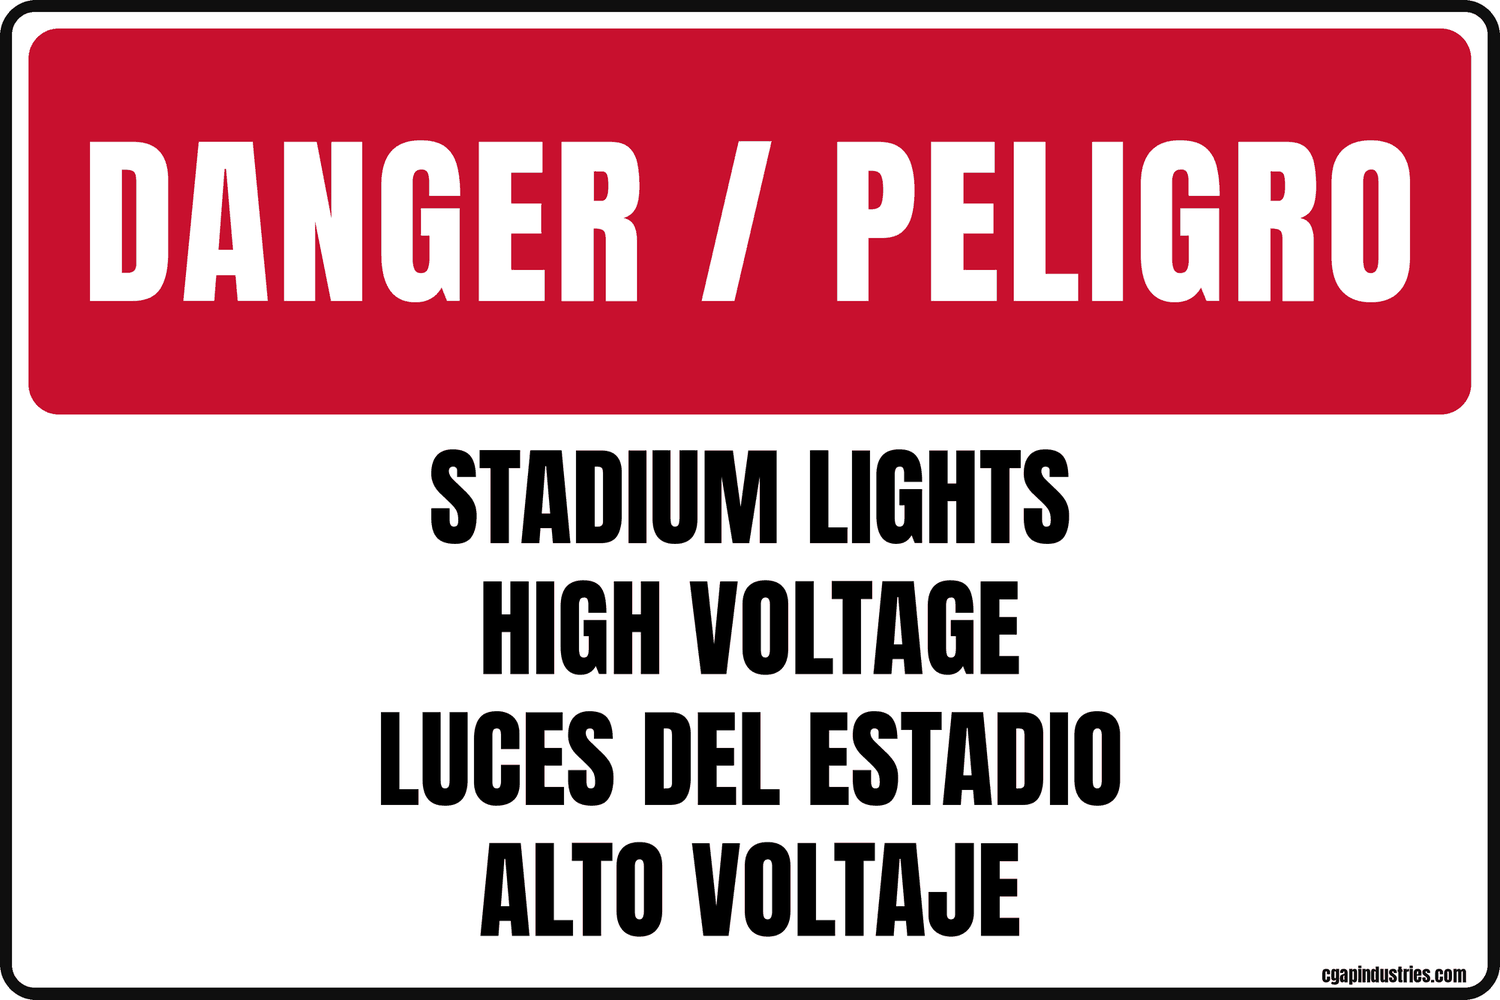 DANGER / PELIGRO
STADIUM LIGHTS
HIGH VOLTAGE
LUCES DEL ESTADIO
ALTO VOLTAJE
cgapindustries.com